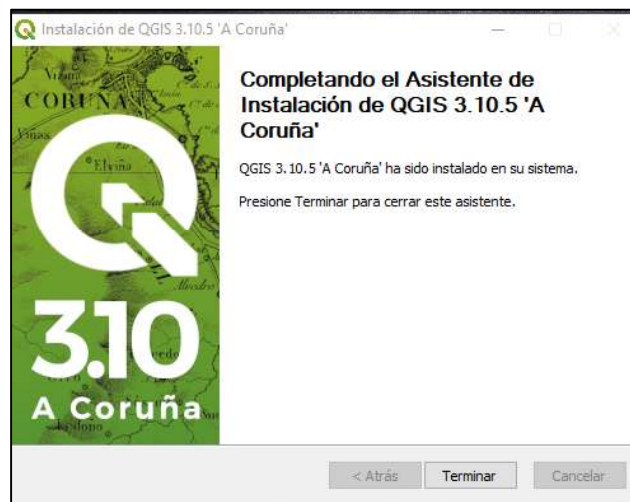 Instalación de QGIS 3.10.5 'A Coruña'
CORUNA
Elviña
3.10
A Coruña
Completando el Asistente de
Instalación de QGIS 3.10.5 'A
Coruña'
QGIS 3.10.5 'A Coruña' ha sido instalado en su sistema.
Presione Terminar para cerrar este asistente.
< Atrás
Terminar
Cancelar